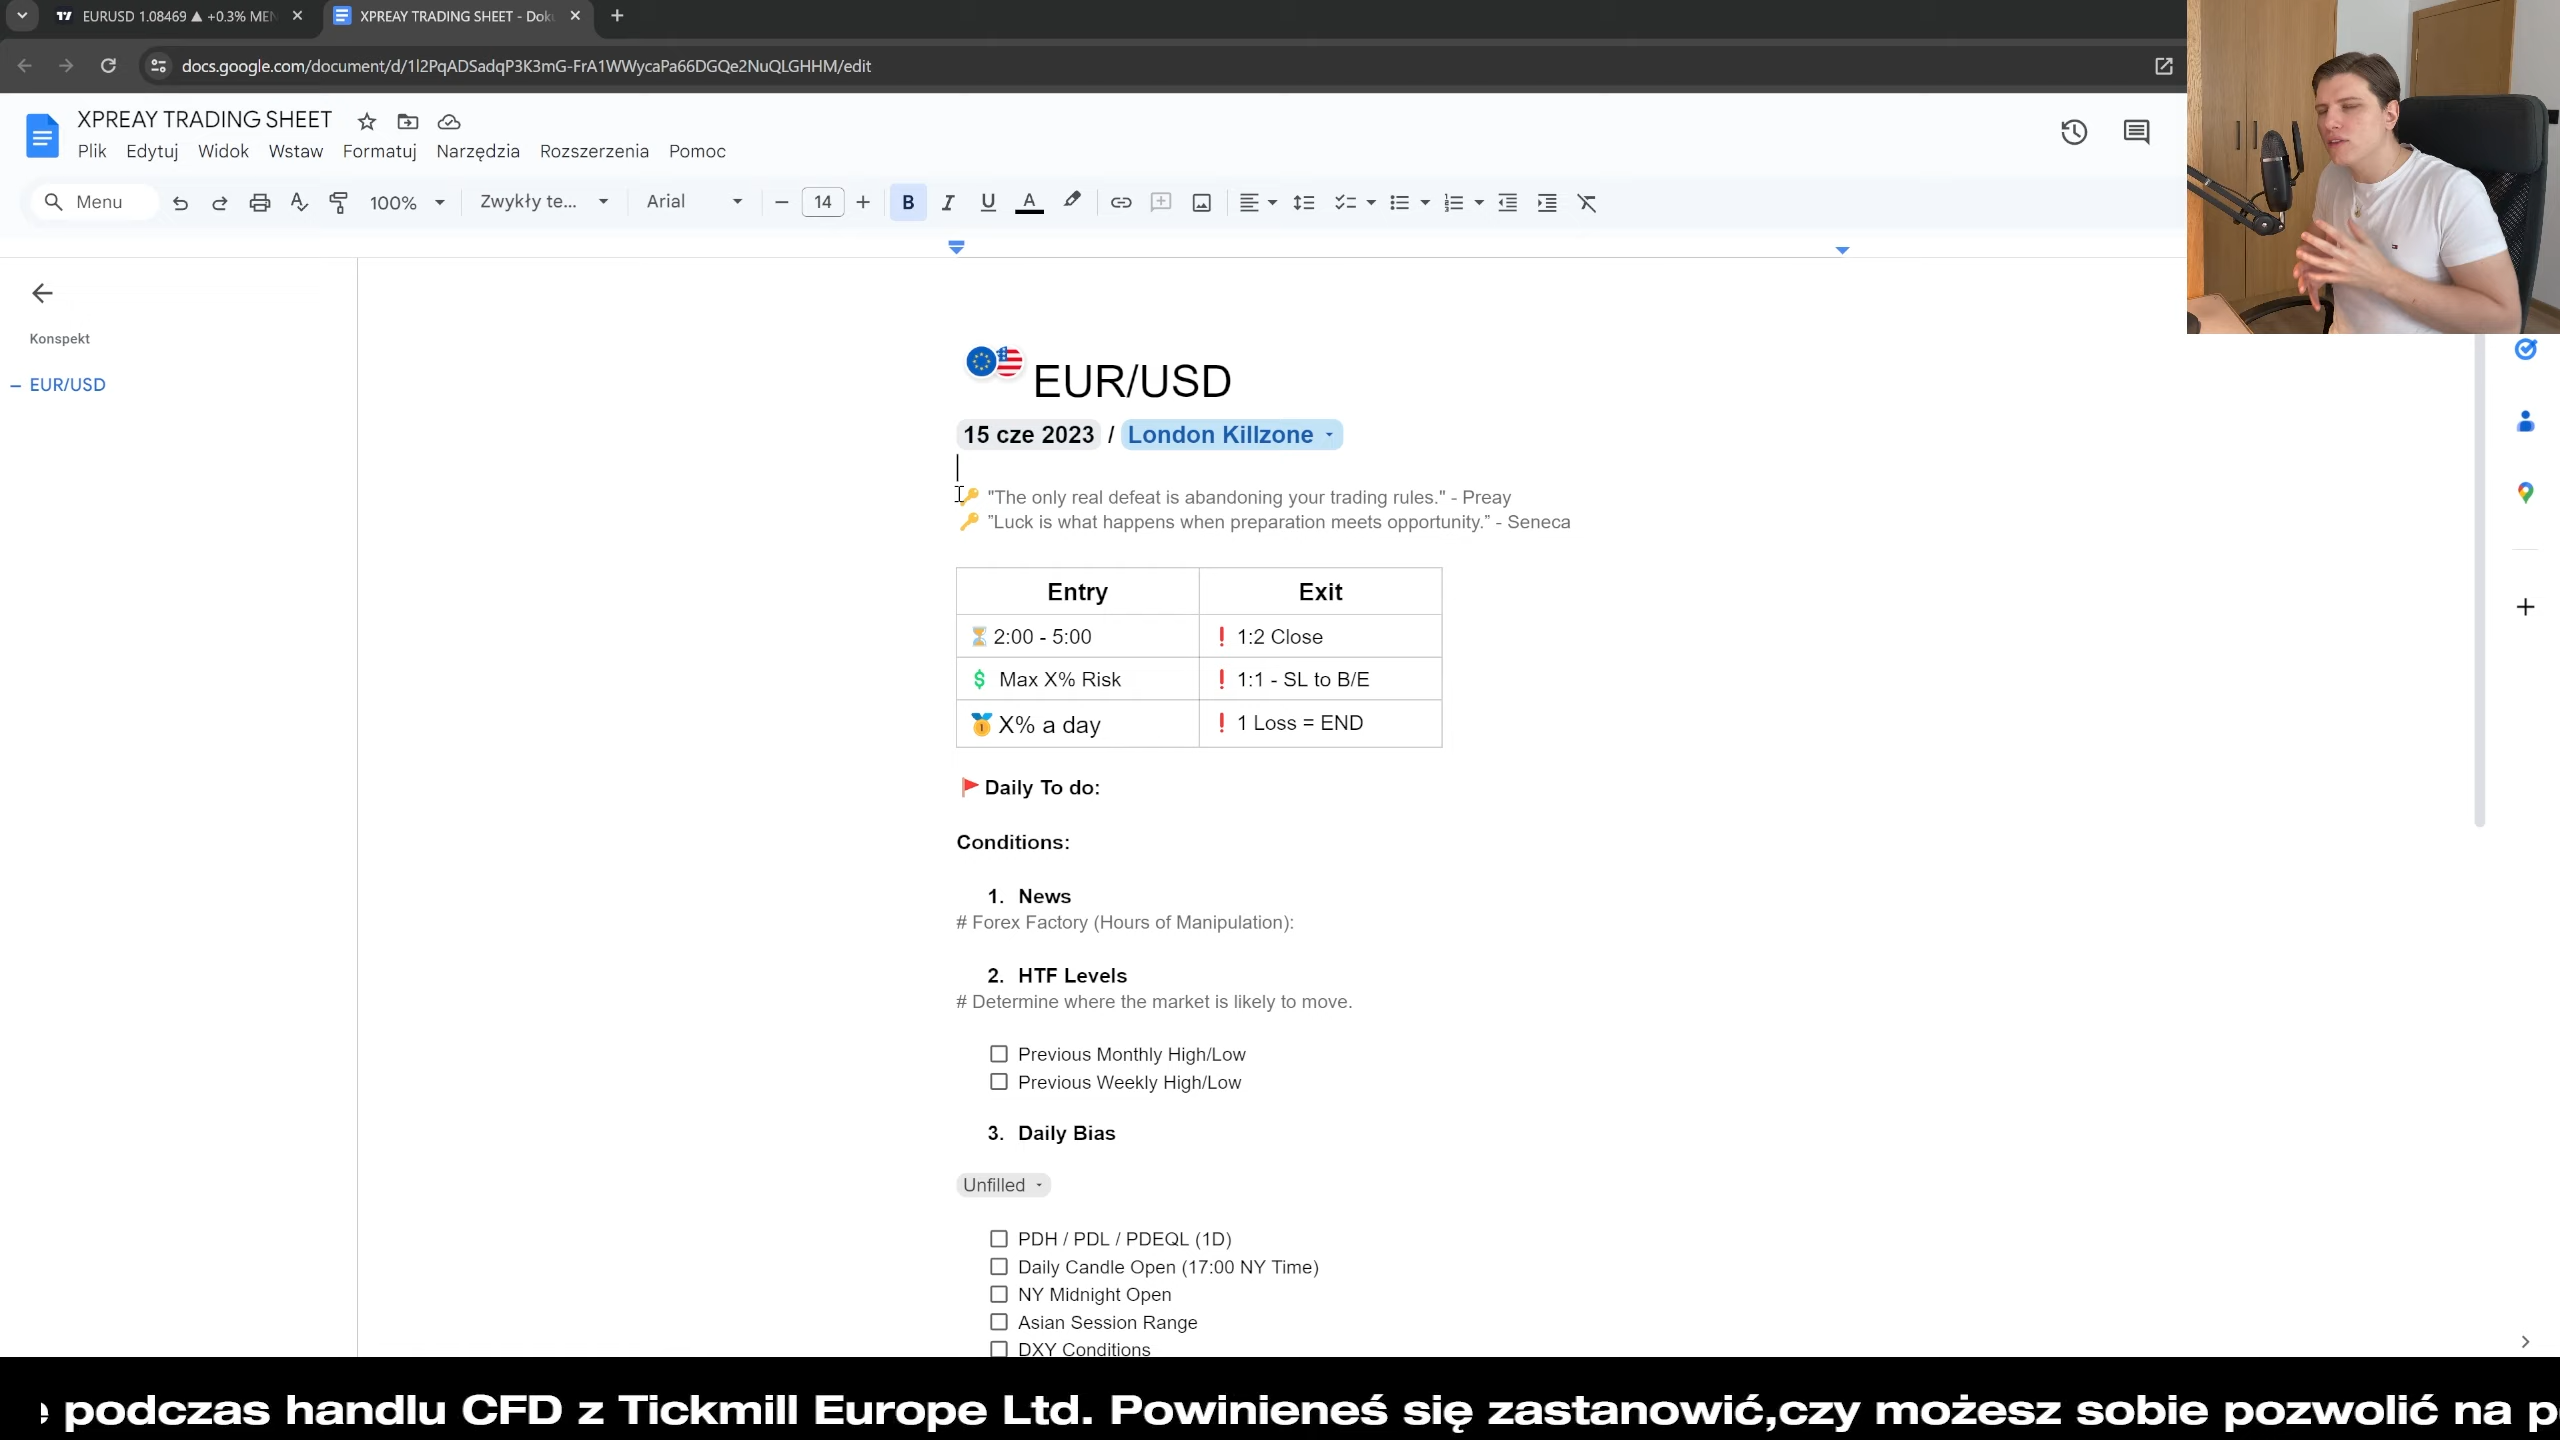 EURUSD 1.08469 ▲ +0.3% MEN
XPREAY TRADING SHEET - Dok
docs.google.com/document/d/1l2PqADSadqP3K3mG-FrA1WWycaPa66DGQe2NuQLGHHM/edit
XPREAY TRADING SHEET
Plik Edytuj Widok Wstaw Formatuj Narzędzia Rozszerzenia Pomoc
Menu 100% Zwykły te... Arial 14
Konspekt
EUR/USD
EUR/USD
15 cze 2023 / London Killzone
🔑 "The only real defeat is abandoning your trading rules." - Preay
🔑 ”Luck is what happens when preparation meets opportunity.” - Seneca
Entry Exit
⏳ 2:00 - 5:00 ❗ 1:2 Close
💲 Max X% Risk ❗ 1:1 - SL to B/E
🥇 X% a day ❗ 1 Loss = END
🚩 Daily To do:
Conditions:
1. News
# Forex Factory (Hours of Manipulation):
2. HTF Levels
# Determine where the market is likely to move.
Previous Monthly High/Low
Previous Weekly High/Low
3. Daily Bias
Unfilled
PDH / PDL / PDEQL (1D)
Daily Candle Open (17:00 NY Time)
NY Midnight Open
Asian Session Range
DXY Conditions
podczas handlu CFD z Tickmill Europe Ltd. Powinieneś się zastanowić,czy możesz sobie pozwolić na